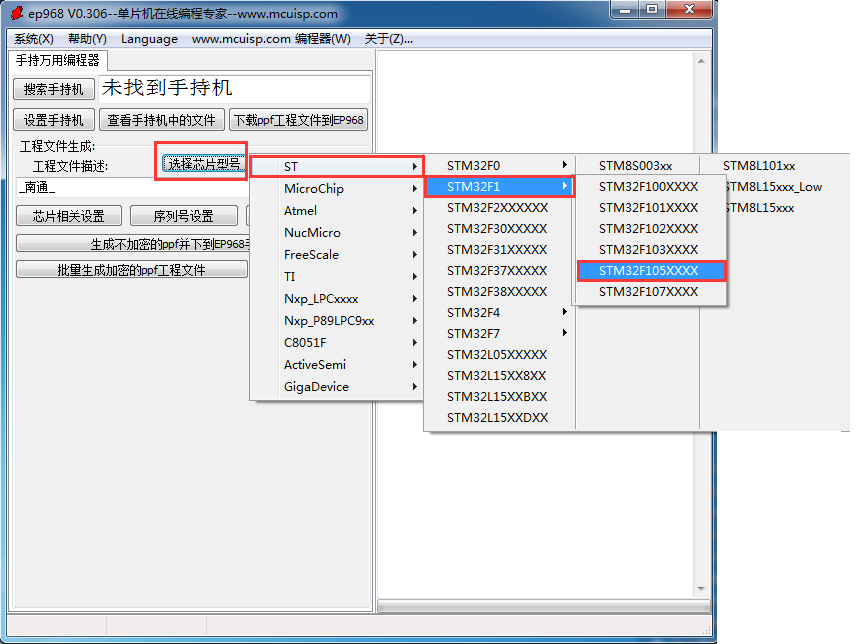 ep968 V0.306--单片机在线编程专家--www.mcuisp.com
系统(X) 帮助(Y) Language www.mcuisp.com 编程器(W) 关于(Z)...
手持万用编程器
搜索手持机 未找到手持机
设置手持机 查看手持机中的文件 下载ppf工程文件到EP968
工程文件生成:
工程文件描述: 选择芯片型号
_南通_
芯片相关设置 序列号设置
生成不加密的ppf并下到EP968手
批量生成加密的ppf工程文件
ST
MicroChip
Atmel
NucMicro
FreeScale
TI
Nxp_LPCxxxx
Nxp_P89LPC9xx
C8051F
ActiveSemi
GigaDevice
STM32F0
STM32F1
STM32F2XXXXXX
STM32F30XXXXX
STM32F31XXXXX
STM32F37XXXXX
STM32F38XXXXX
STM32F4
STM32F7
STM32L05XXXXX
STM32L15XX8XX
STM32L15XXBXX
STM32L15XXDXX
STM8S003xx
STM32F100XXXX
STM32F101XXXX
STM32F102XXXX
STM32F103XXXX
STM32F105XXXX
STM32F107XXXX
STM8L101xx
TM8L15xxx_Low
TM8L15xxx